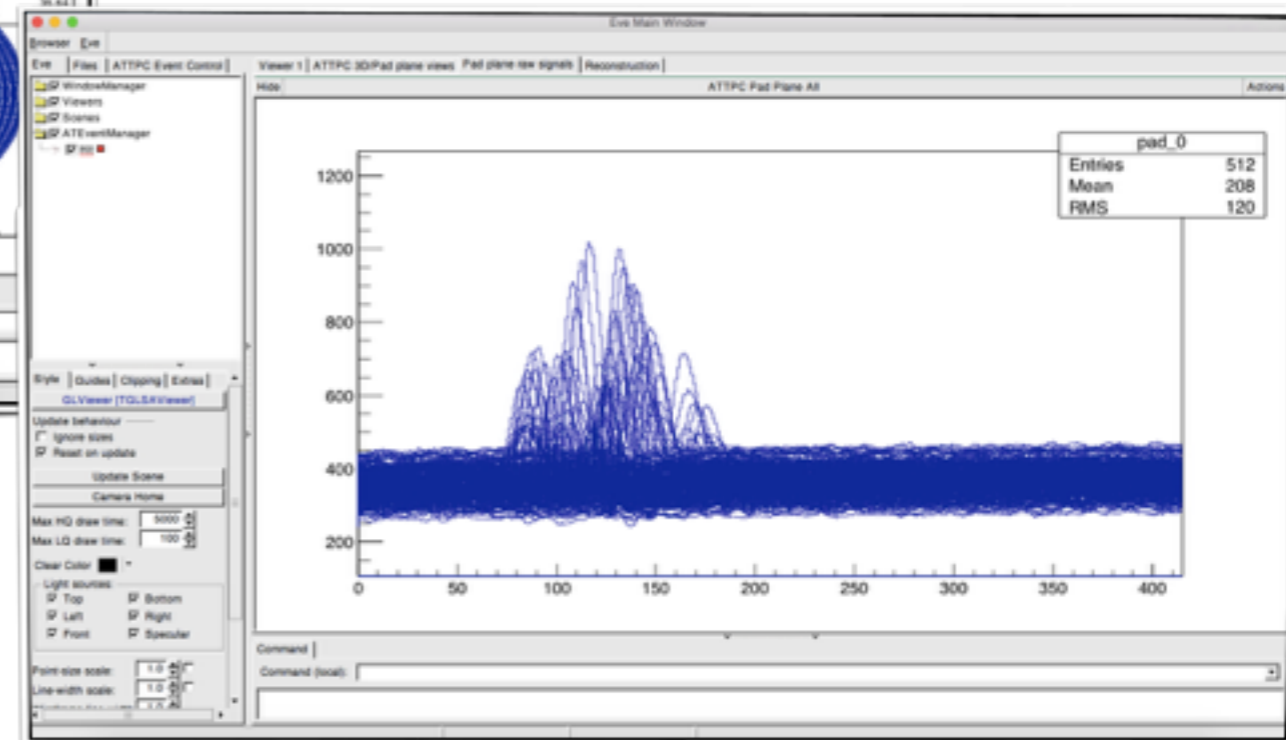 Eve Main Window
Browser Eve
Eve Files ATTPC Event Control
Viewer 1 ATTPC 3D/Pad plane views Pad plane raw signals Reconstruction
Hide ATTPC Pad Plane All Actions
WindowManager
Viewers
Scenes
ATEventManager
pad_0
Entries 512
Mean 208
RMS 120
1200
1000
800
600
400
200
0 50 100 150 200 250 300 350 400
Style Guides Clipping Extras
GLViewer [TGLSAViewer]
Update behaviour
Ignore sizes
Reset on update
Update Scene
Camera Home
Max HQ draw time: 5000
Max LQ draw time: 100
Clear Color
Light sources:
Top Bottom
Left Right
Front Specular
Point-size scale: 1.0
Line-width scale: 1.0
Command
Command (local):